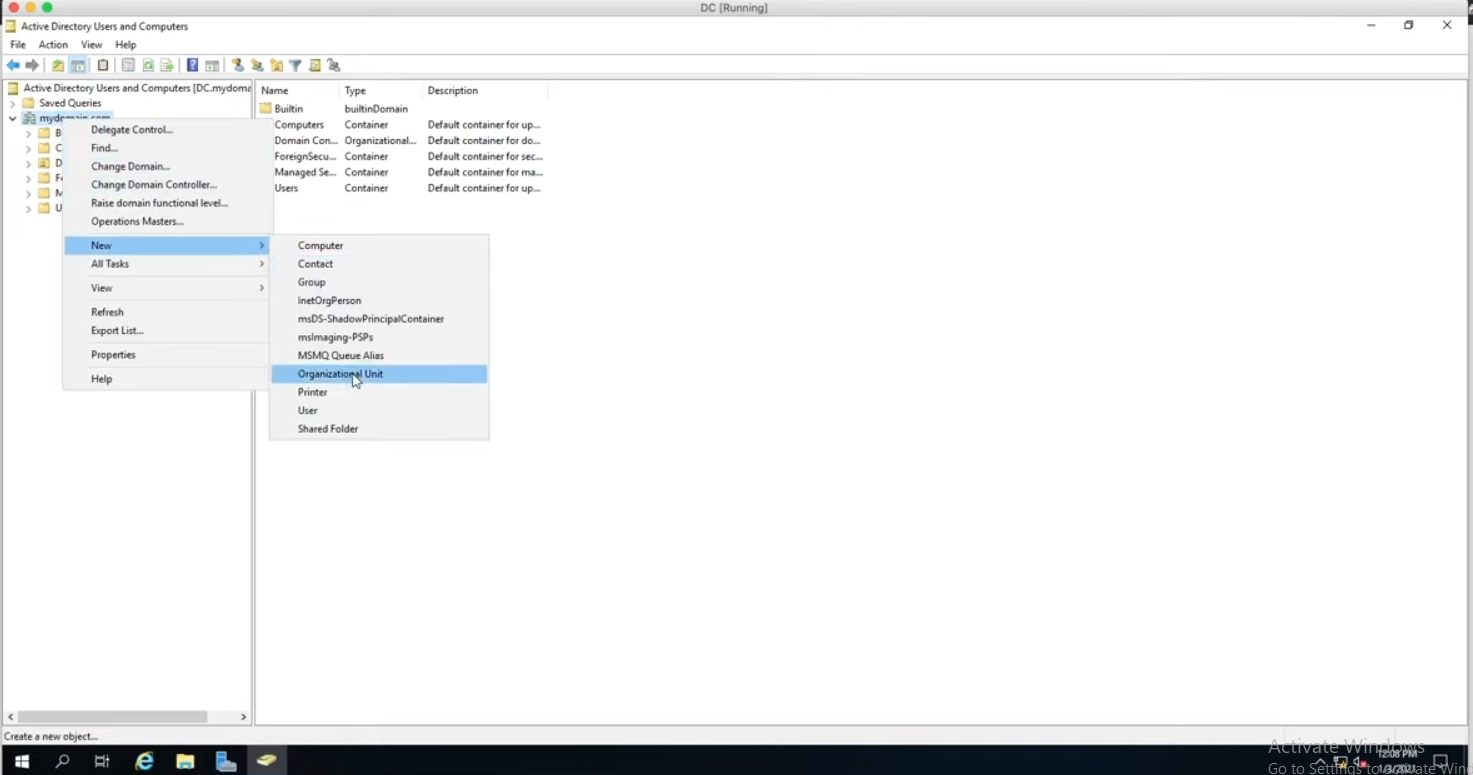 DC [Running]
Active Directory Users and Computers
File Action View Help
Active Directory Users and Computers [DC.mydoma
Saved Queries
mydomain.com
B
C
D
F
M
U
Name Type Description
Builtin builtinDomain
Computers Container Default container for up...
Domain Con... Organizational... Default container for do...
ForeignSecu... Container Default container for sec...
Managed Se... Container Default container for ma...
Users Container Default container for up...
Delegate Control...
Find...
Change Domain...
Change Domain Controller...
Raise domain functional level...
Operations Masters...
New
All Tasks
View
Refresh
Export List...
Properties
Help
Computer
Contact
Group
InetOrgPerson
msDS-ShadowPrincipalContainer
msImaging-PSPs
MSMQ Queue Alias
Organizational Unit
Printer
User
Shared Folder
Create a new object...
Activate Windows
Go to Settings to activate Wind
12:08 PM
1/3/2021